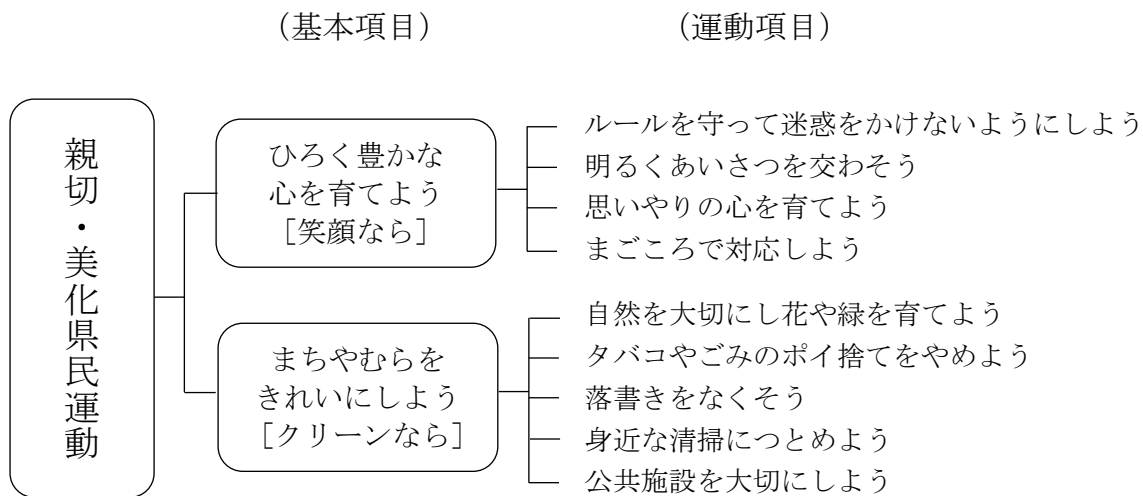 （基本項目）
（運動項目）
親切・美化県民運動
ひろく豊かな
心を育てよう
［笑顔なら］
ルールを守って迷惑をかけないようにしよう
明るくあいさつを交わそう
思いやりの心を育てよう
まごころで対応しよう
まちやむらを
きれいにしよう
［クリーンなら］
自然を大切にし花や緑を育てよう
タバコやごみのポイ捨てをやめよう
落書きをなくそう
身近な清掃につとめよう
公共施設を大切にしよう